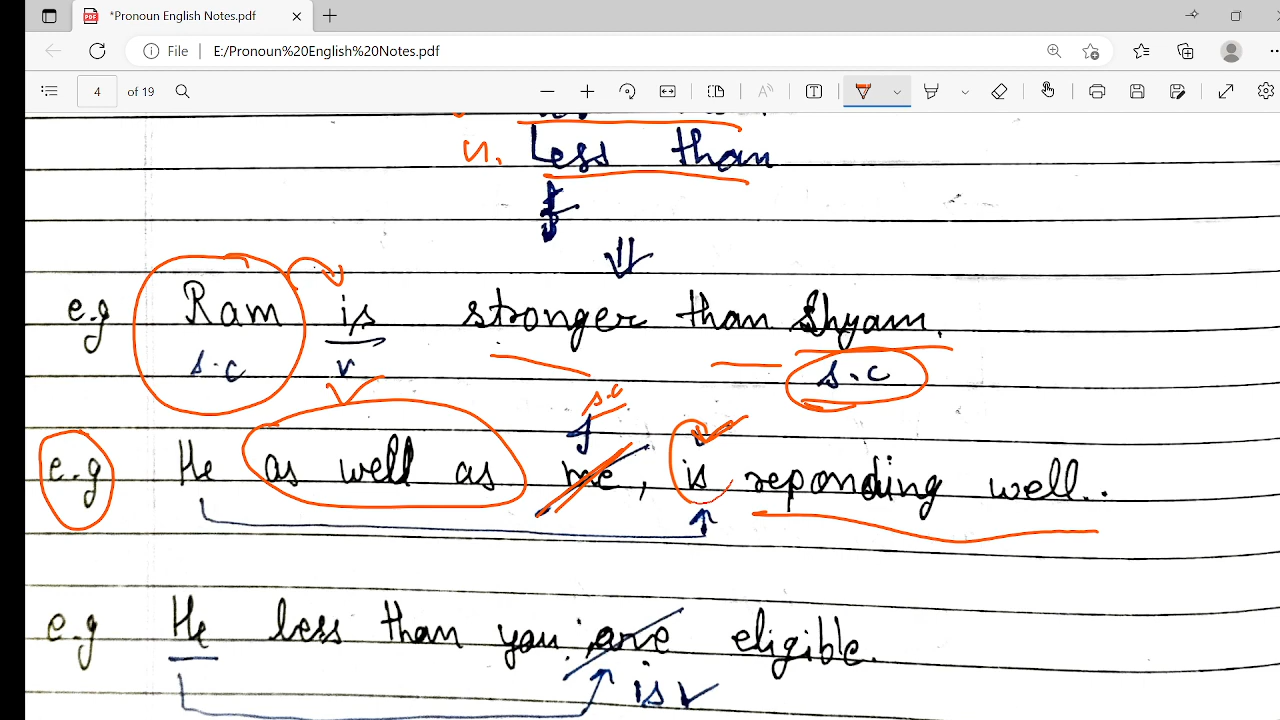 *Pronoun English Notes.pdf
File E:/Pronoun%20English%20Notes.pdf
4 of 19
Less than
e.g Ram is stronger than Shyam.
s.c v s.c
s.c
I
e.g He as well as me, is reponding well..
e.g He less than you are eligible.
is